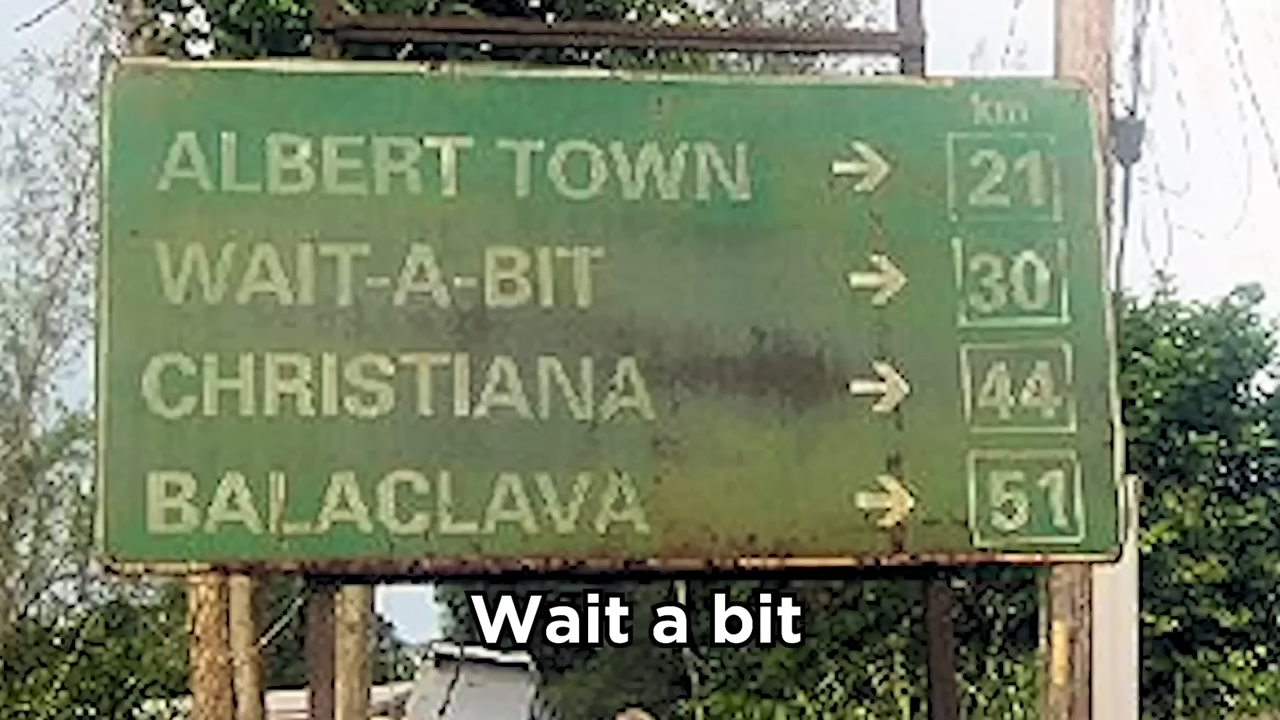 km
ALBERT TOWN → 21
WAIT-A-BIT → 30
CHRISTIANA → 44
BALACLAVA → 51
Wait a bit